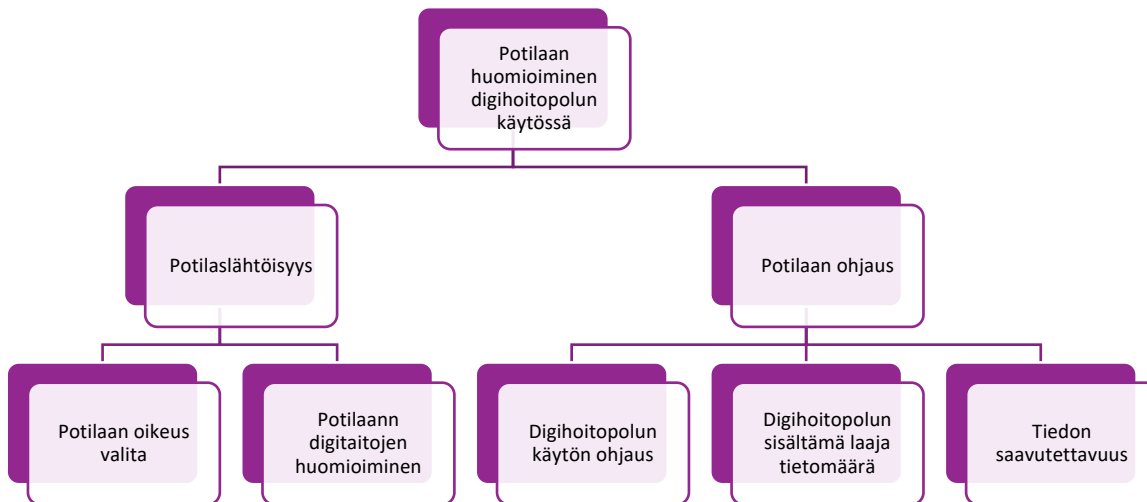 Potilaan
huomioiminen
digihoitopolun
käytössä
Potilaslähtöisyys
Potilaan ohjaus
Potilaan oikeus
valita
Potilaann
digitaitojen
huomioiminen
Digihoitopolun
käytön ohjaus
Digihoitopolun
sisältämä laaja
tietomäärä
Tiedon
saavutettavuus